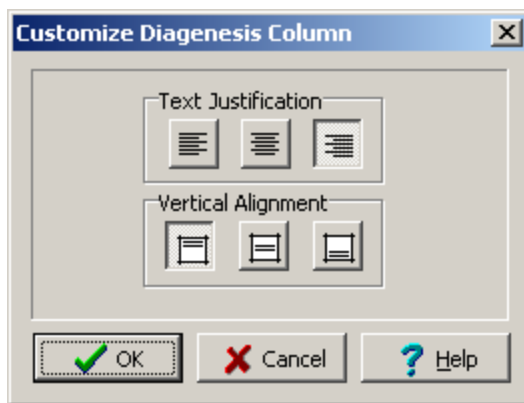 Customize Diagenesis Column
Text Justification
Vertical Alignment
OK Cancel Help